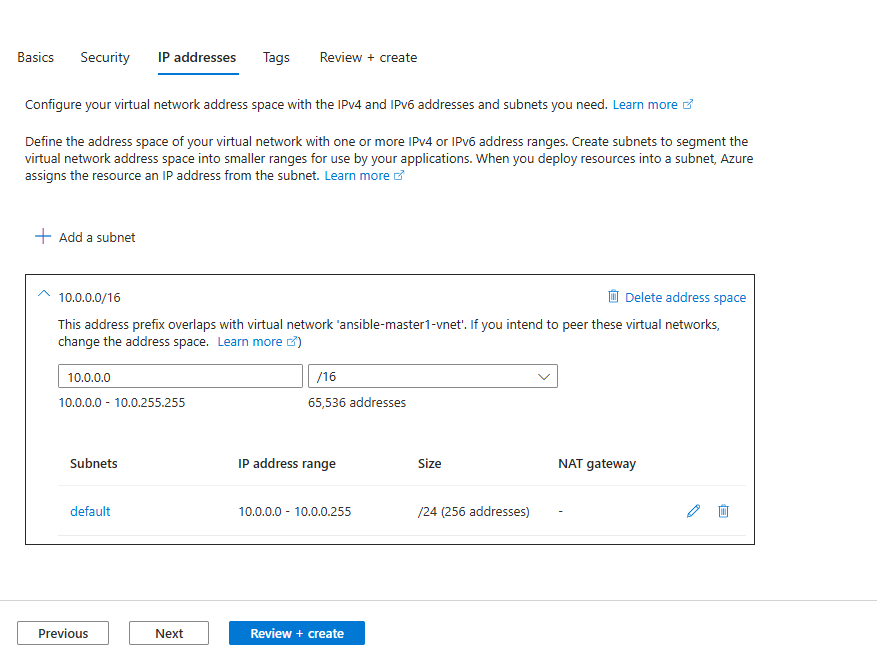 Basics Security IP addresses Tags Review + create
Configure your virtual network address space with the IPv4 and IPv6 addresses and subnets you need. Learn more
Define the address space of your virtual network with one or more IPv4 or IPv6 address ranges. Create subnets to segment the
virtual network address space into smaller ranges for use by your applications. When you deploy resources into a subnet, Azure
assigns the resource an IP address from the subnet. Learn more
Add a subnet
10.0.0.0/16 Delete address space
This address prefix overlaps with virtual network 'ansible-master1-vnet'. If you intend to peer these virtual networks,
change the address space. Learn more )
10.0.0.0 /16
10.0.0.0 - 10.0.255.255 65,536 addresses
Subnets IP address range Size NAT gateway
default 10.0.0.0 - 10.0.0.255 /24 (256 addresses) -
Previous Next Review + create